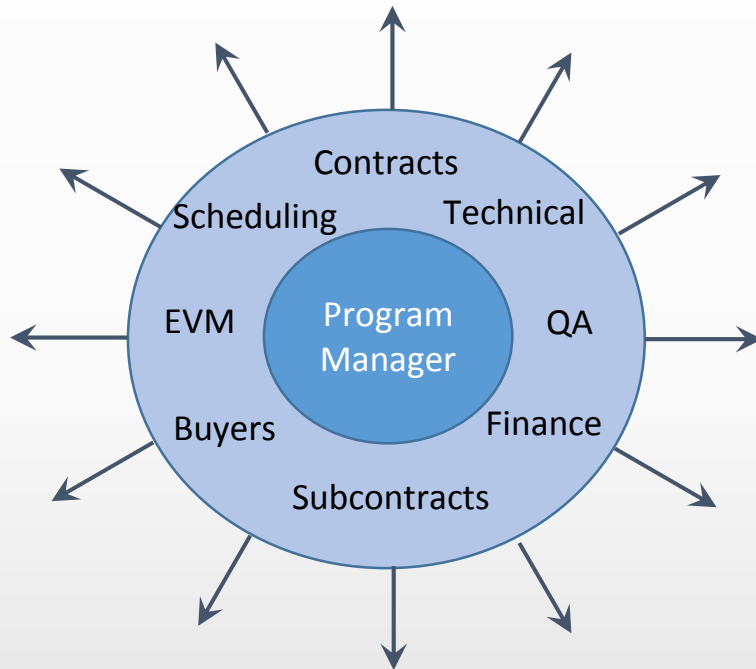 Contracts
Scheduling
Technical
EVM
Program
Manager
QA
Buyers
Finance
Subcontracts